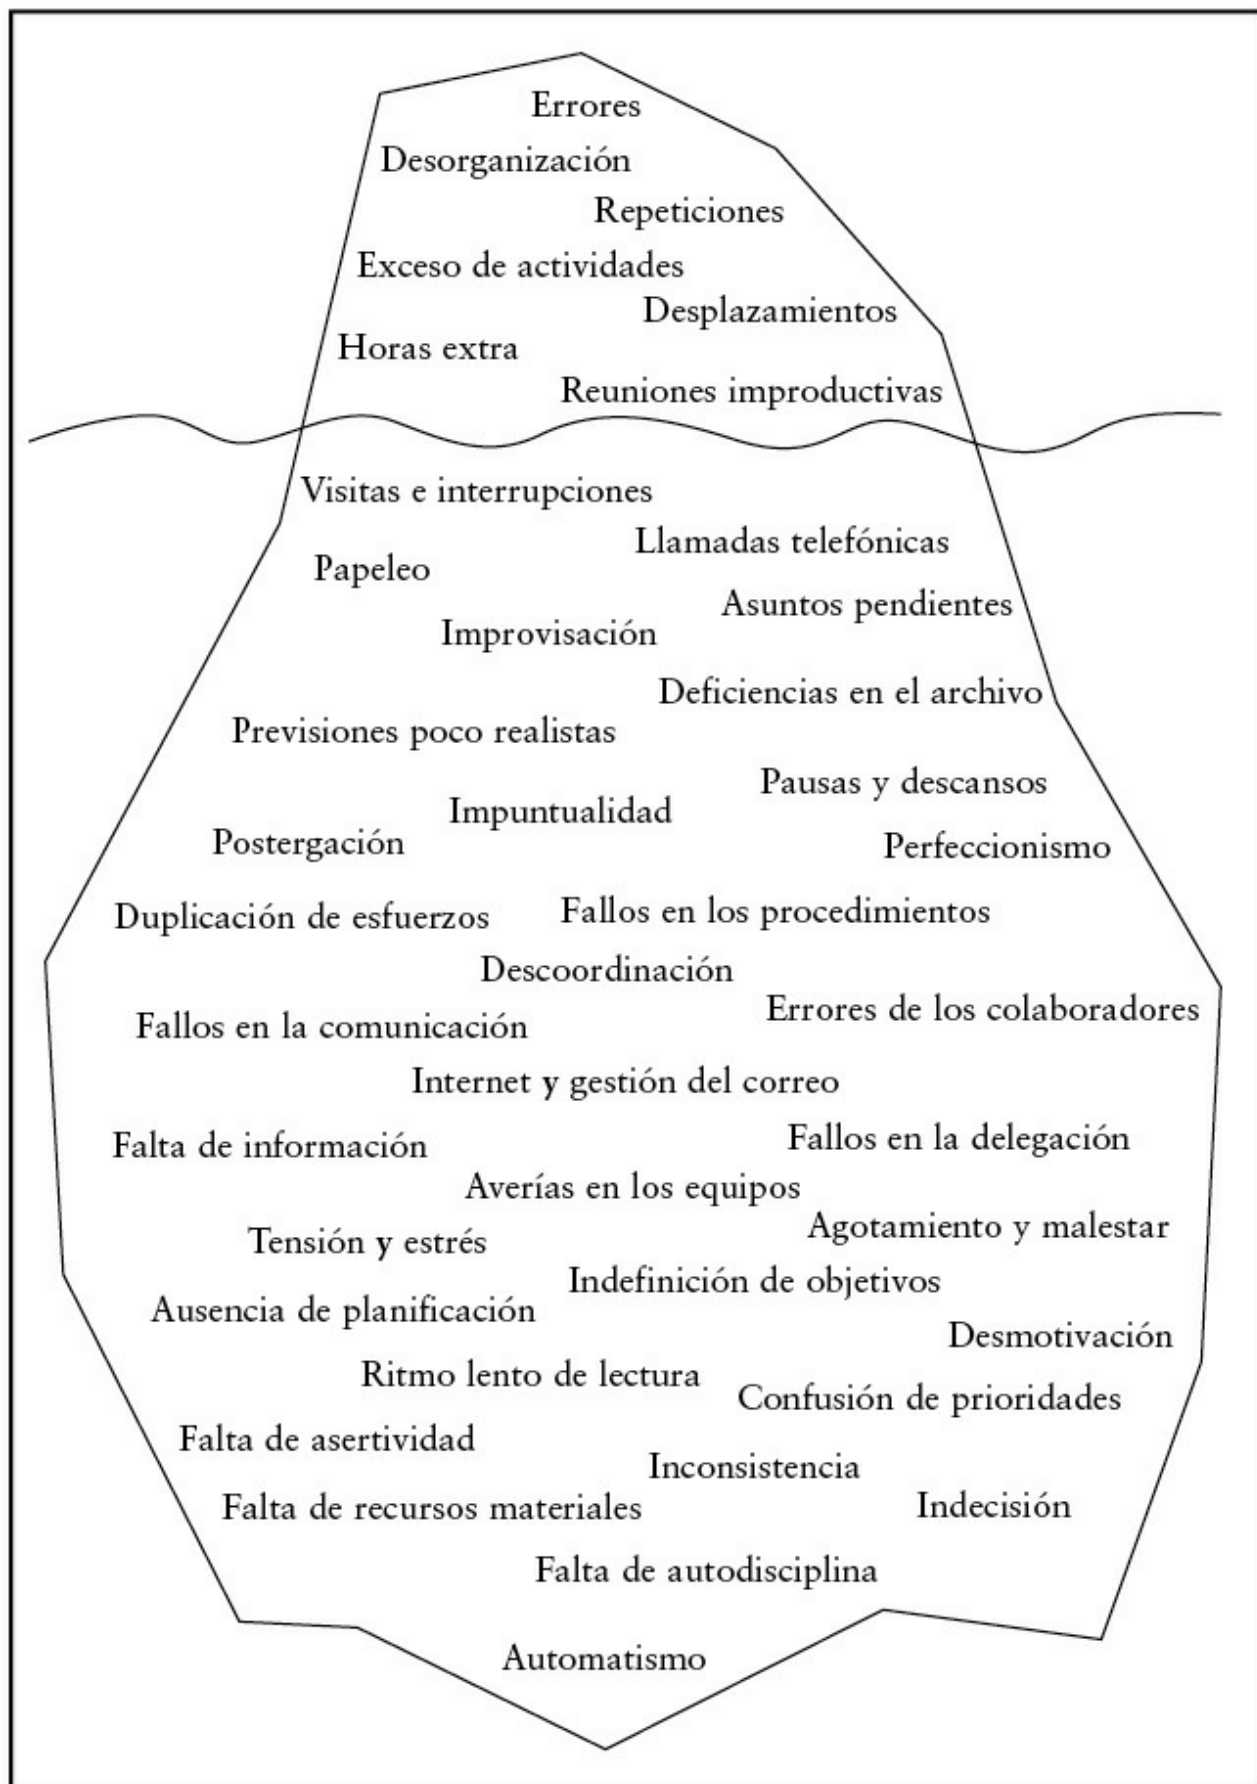 Errores
Desorganización
Repeticiones
Exceso de actividades
Desplazamientos
Horas extra
Reuniones improductivas
Visitas e interrupciones
Llamadas telefónicas
Papeleo
Asuntos pendientes
Improvisación
Deficiencias en el archivo
Previsiones poco realistas
Pausas y descansos
Impuntualidad
Postergación
Perfeccionismo
Duplicación de esfuerzos
Fallos en los procedimientos
Descoordinación
Errores de los colaboradores
Fallos en la comunicación
Internet y gestión del correo
Falta de información
Fallos en la delegación
Averías en los equipos
Agotamiento y malestar
Tensión y estrés
Indefinición de objetivos
Ausencia de planificación
Desmotivación
Ritmo lento de lectura
Confusión de prioridades
Falta de asertividad
Inconsistencia
Falta de recursos materiales
Indecisión
Falta de autodisciplina
Automatismo